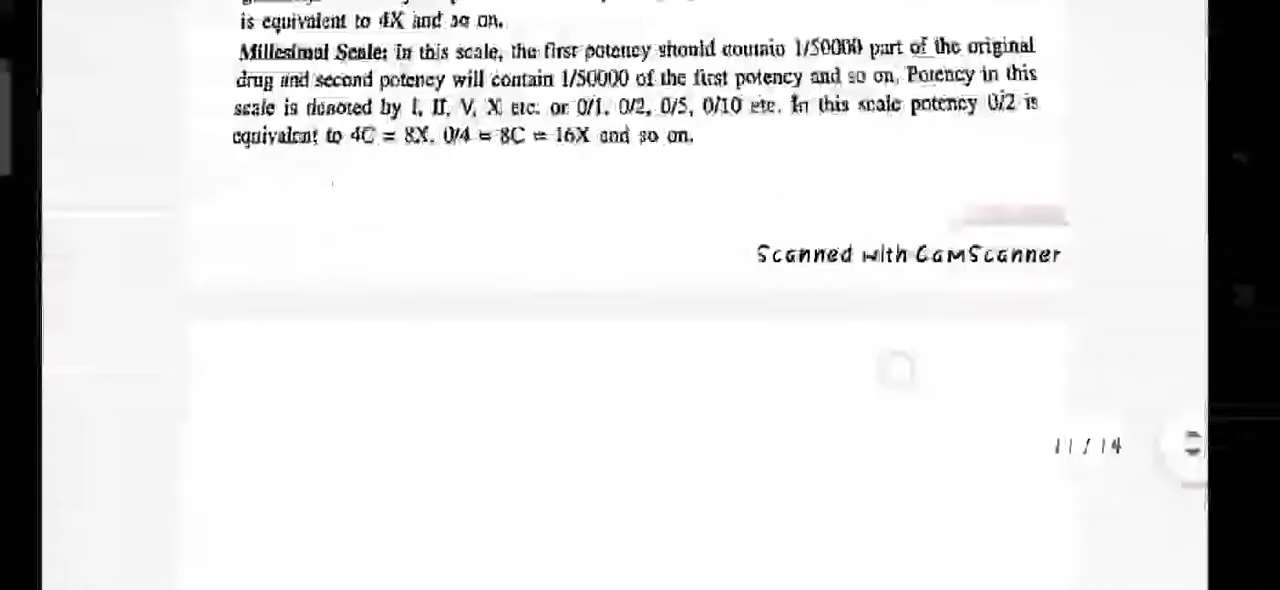 is equivalent to 4X and so on.
Millesimal Scale: In this scale, the first potency should contain 1/50000 part of the original
drug and second potency will contain 1/50000 of the first potency and so on. Potency in this
scale is denoted by I, II, V, X etc. or 0/1, 0/2, 0/5, 0/10 etc. In this scale potency 0/2 is
equivalent to 4C = 8X, 0/4 = 8C = 16X and so on.
Scanned with CamScanner
11 / 14